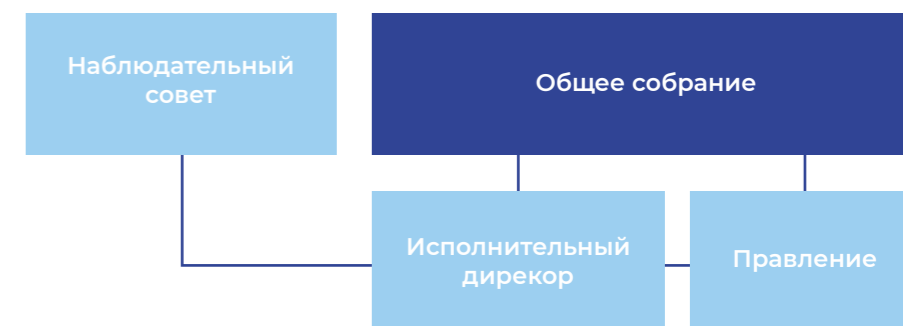 Наблюдательный
совет
Общее собрание
Исполнительный
дирекор
Правление